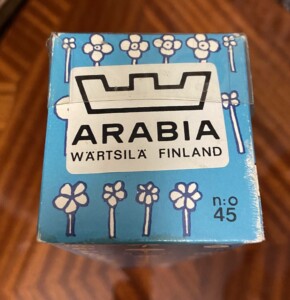 ARABIA
WÄRTSILÄ FINLAND
n:o
45